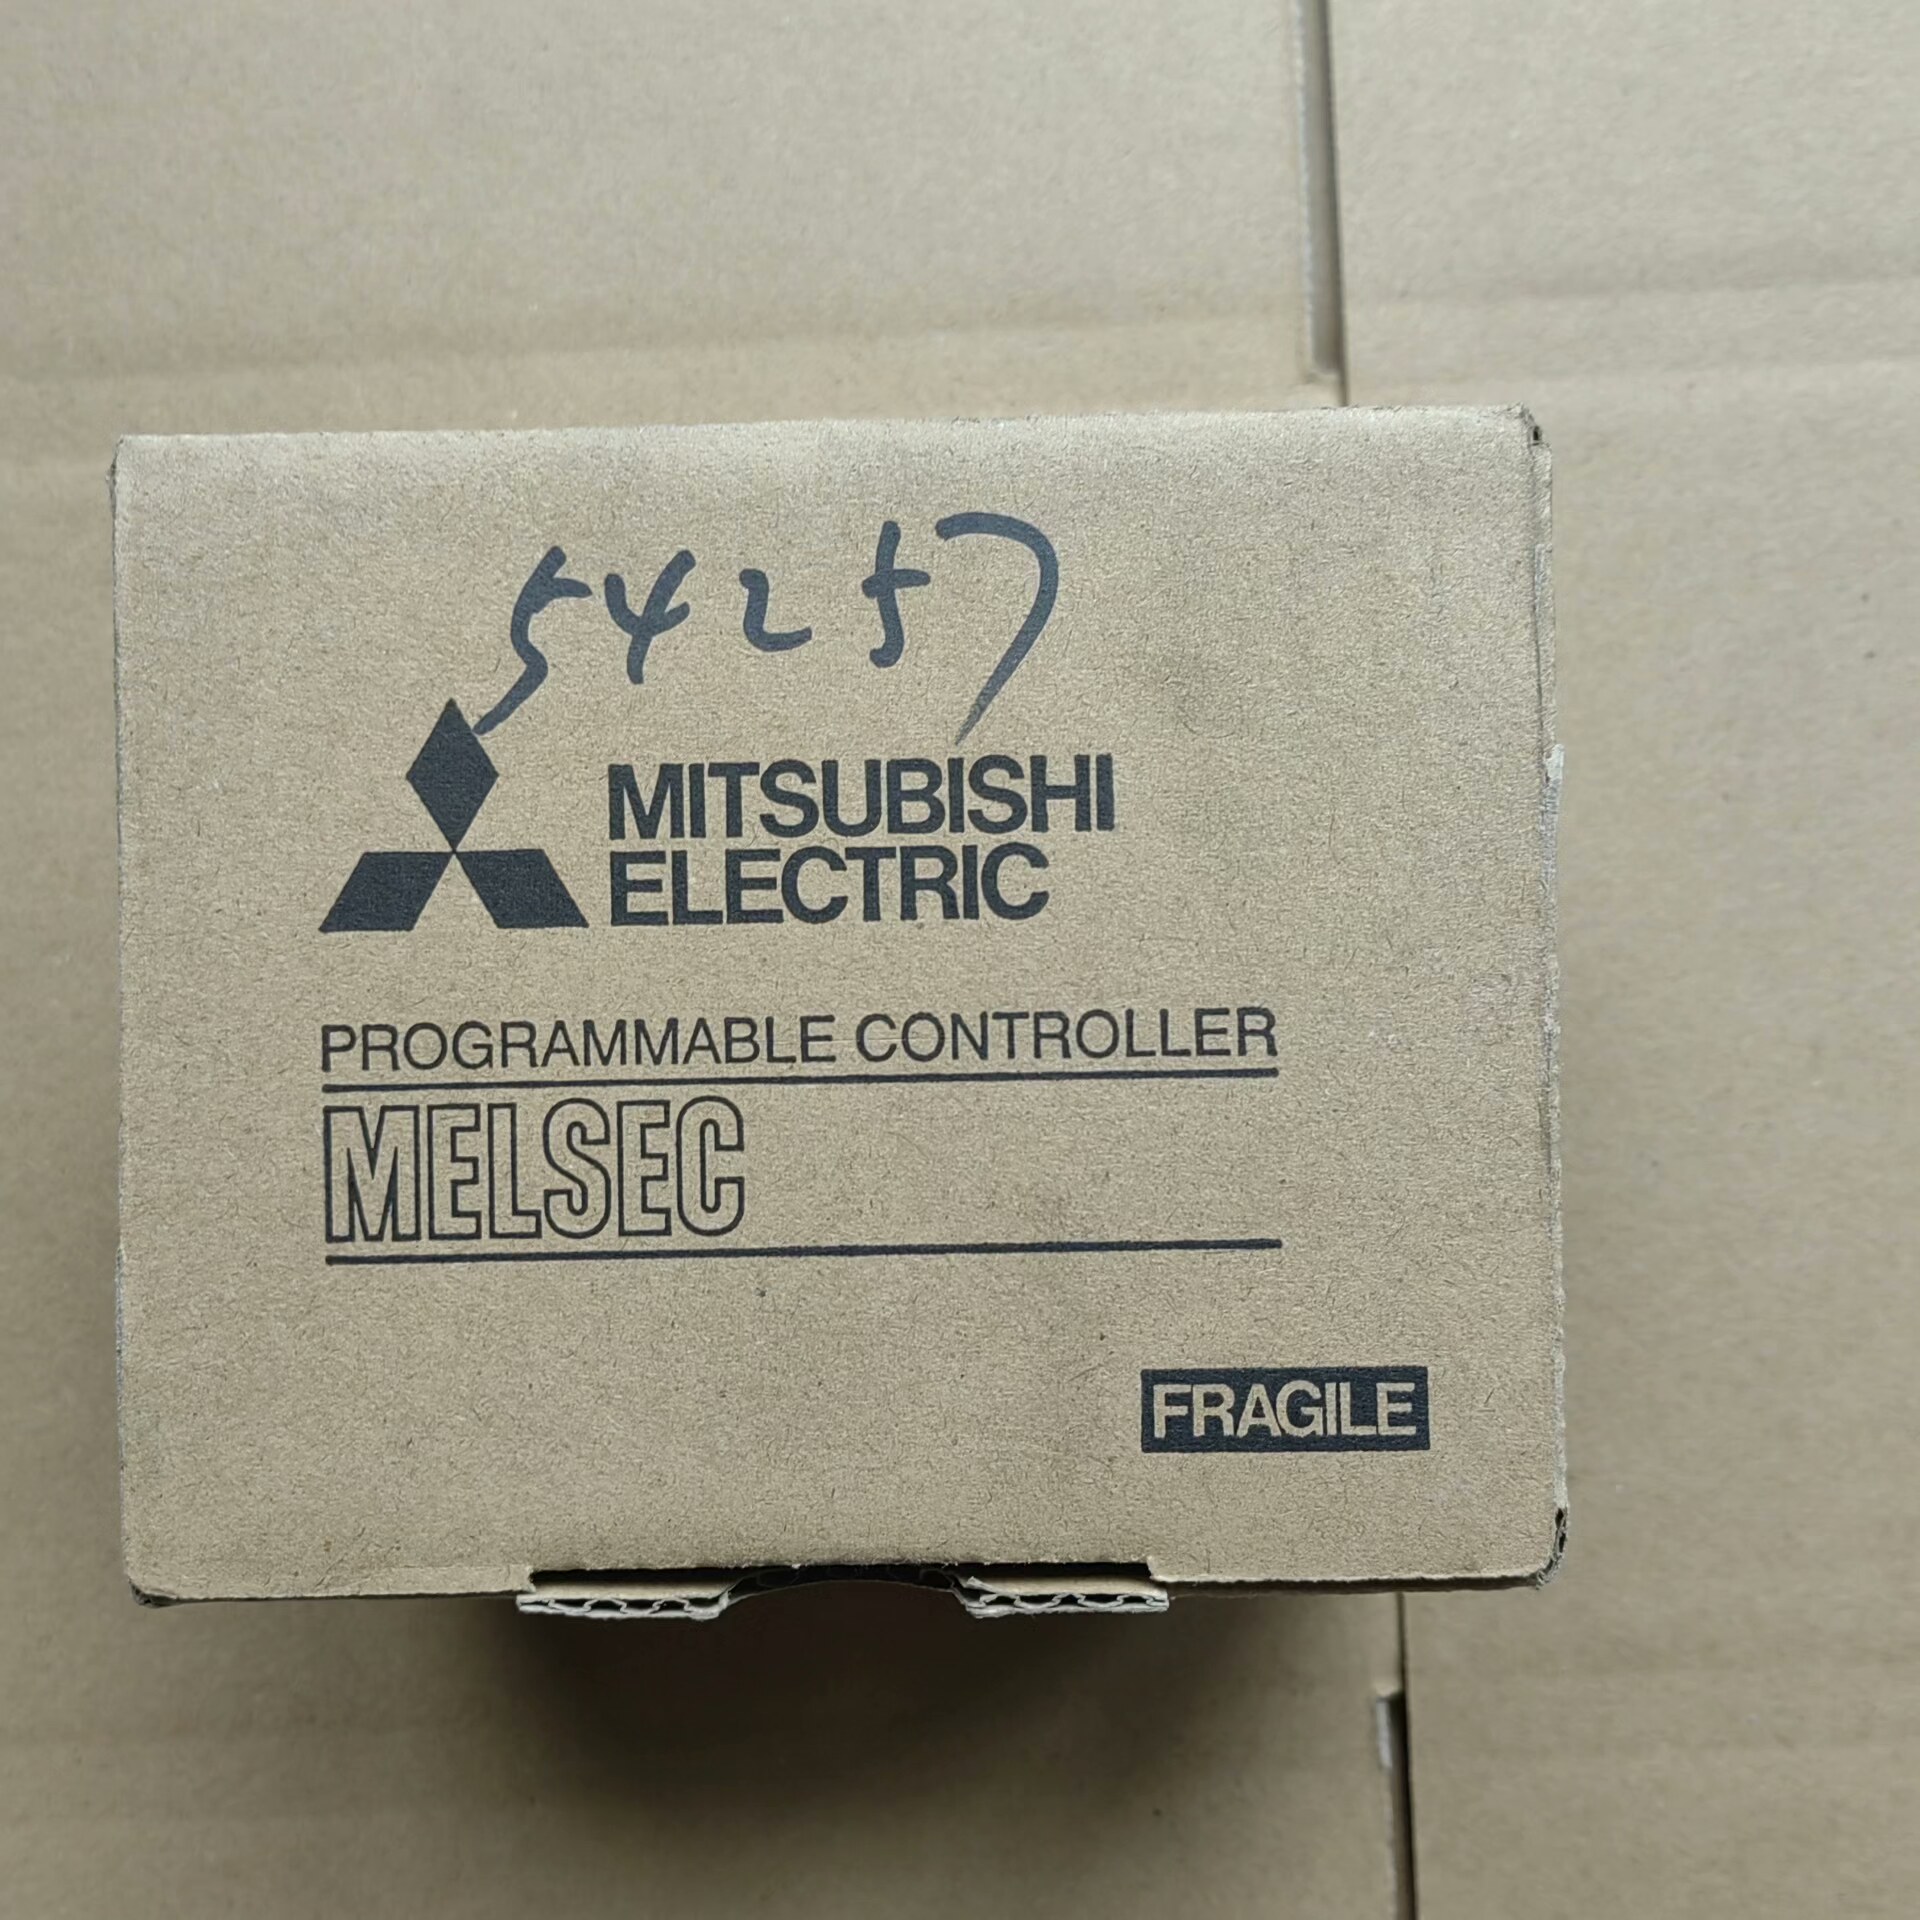 54257
MITSUBISHI
ELECTRIC
PROGRAMMABLE CONTROLLER
MELSEC
FRAGILE